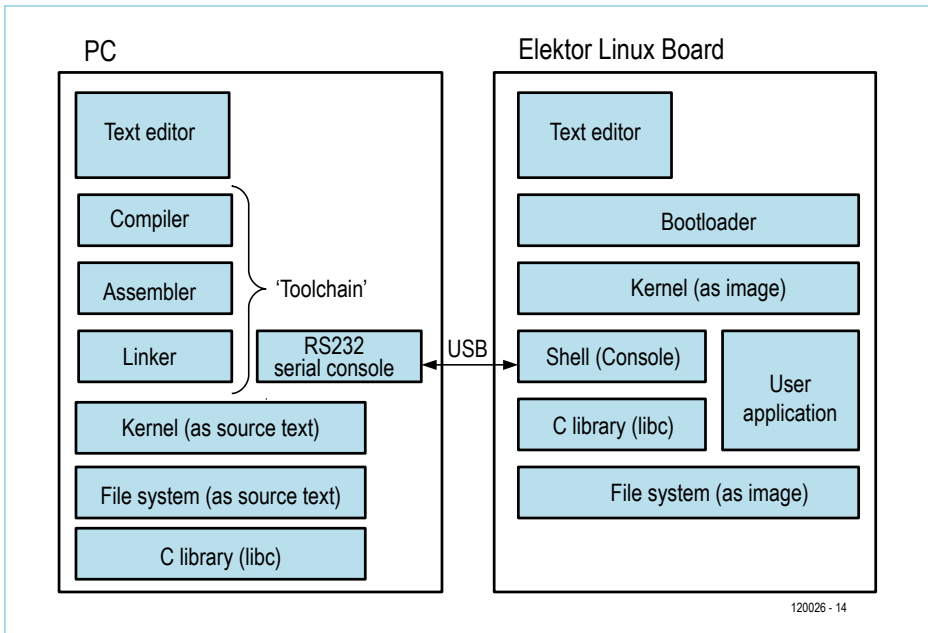 PC
Text editor
Compiler
Assembler
Linker
'Toolchain'
RS232
serial console
Kernel (as source text)
File system (as source text)
C library (libc)
USB
Elektor Linux Board
Text editor
Bootloader
Kernel (as image)
Shell (Console)
C library (libc)
User
application
File system (as image)
120026 - 14